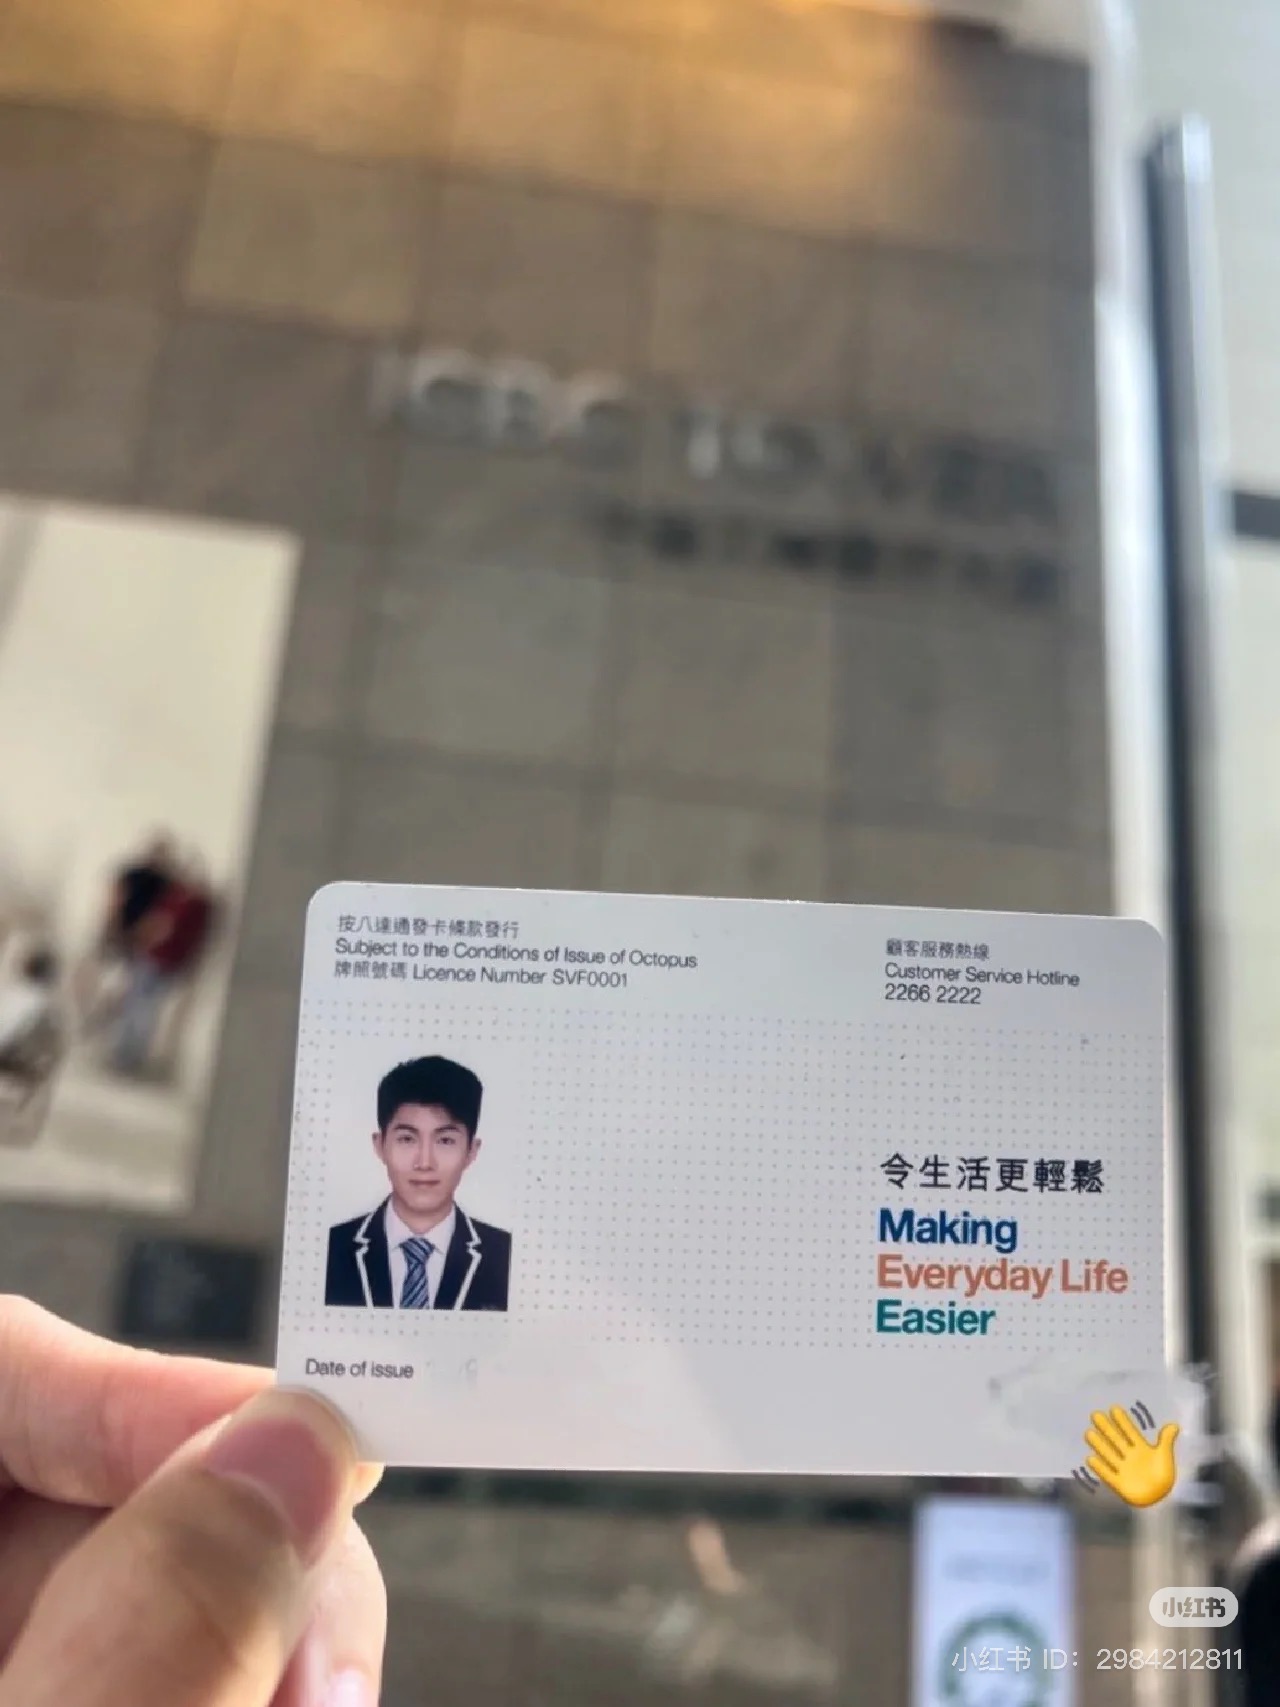 按八達通發卡條款發行
Subject to the Conditions of Issue of Octopus
牌照號碼 Licence Number SVF0001
顧客服務熱線
Customer Service Hotline
2266 2222
令生活更輕鬆
Making
Everyday Life
Easier
Date of issue
小红书
小红书 ID: 2984212811